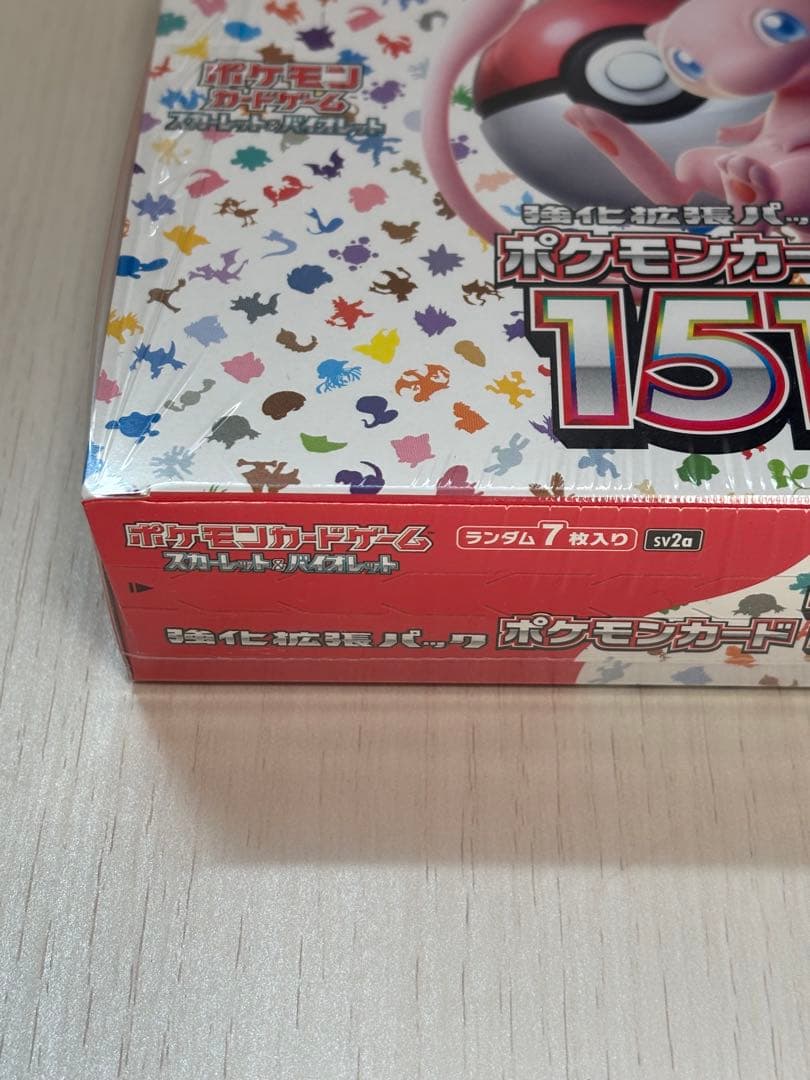 ポケモン
カードゲーム
スカーレット&バイオレット
強化拡張パッ
ポケモンカー
151
ポケモンカードゲーム
スカーレット&バイオレット
ランダム7枚入り
SV2a
強化拡張パック ポケモンカード